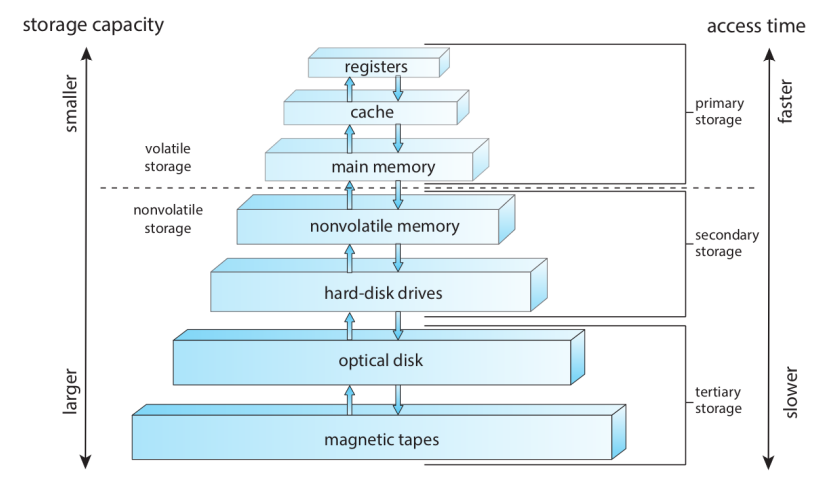 storage capacity
access time
smaller
registers
cache
main memory
volatile
storage
nonvolatile
storage
nonvolatile memory
hard-disk drives
optical disk
magnetic tapes
larger
primary
storage
secondary
storage
tertiary
storage
faster
slower